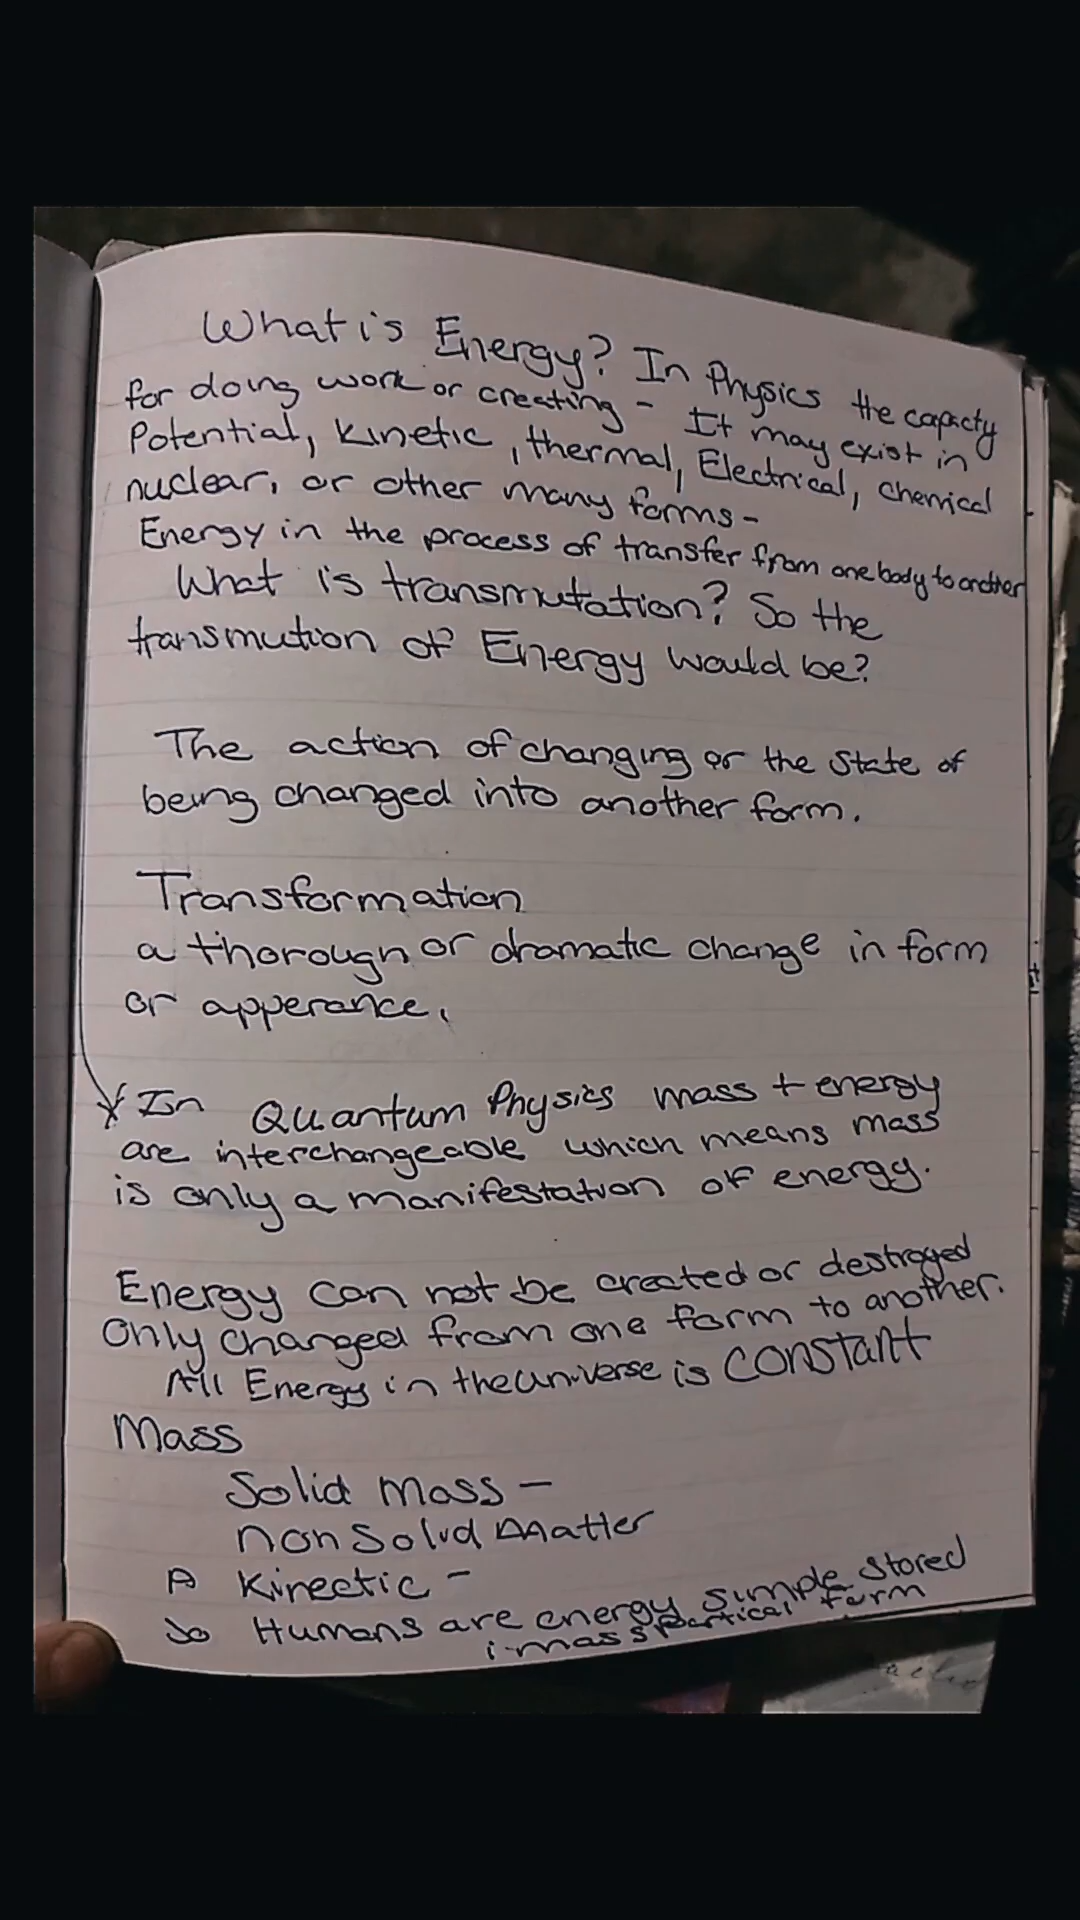 What is Energy? In Physics the capacty
for doing work or creating - It may exist in
Potential, Kinetic, thermal, Electrical, chemical
nuclear, or other many forms-
Energy in the process of transfer from one body to another
What is transmutation? So the
transmution of Energy would be?
The action of changing or the state of
being changed into another form.
Transformation
a thorough or dramatic change in form
or apperance.
In Quantum Physics mass + energy
are interchangeable which means mass
is only a manifestation of energy.
Energy can not be created or destroyed
Only changed from one form to another.
All Energy in the universe is CONSTANT
Mass
Solid Mass -
non Solid Matter
Kinectic -
So Humans are energy simple stored
mass partical form